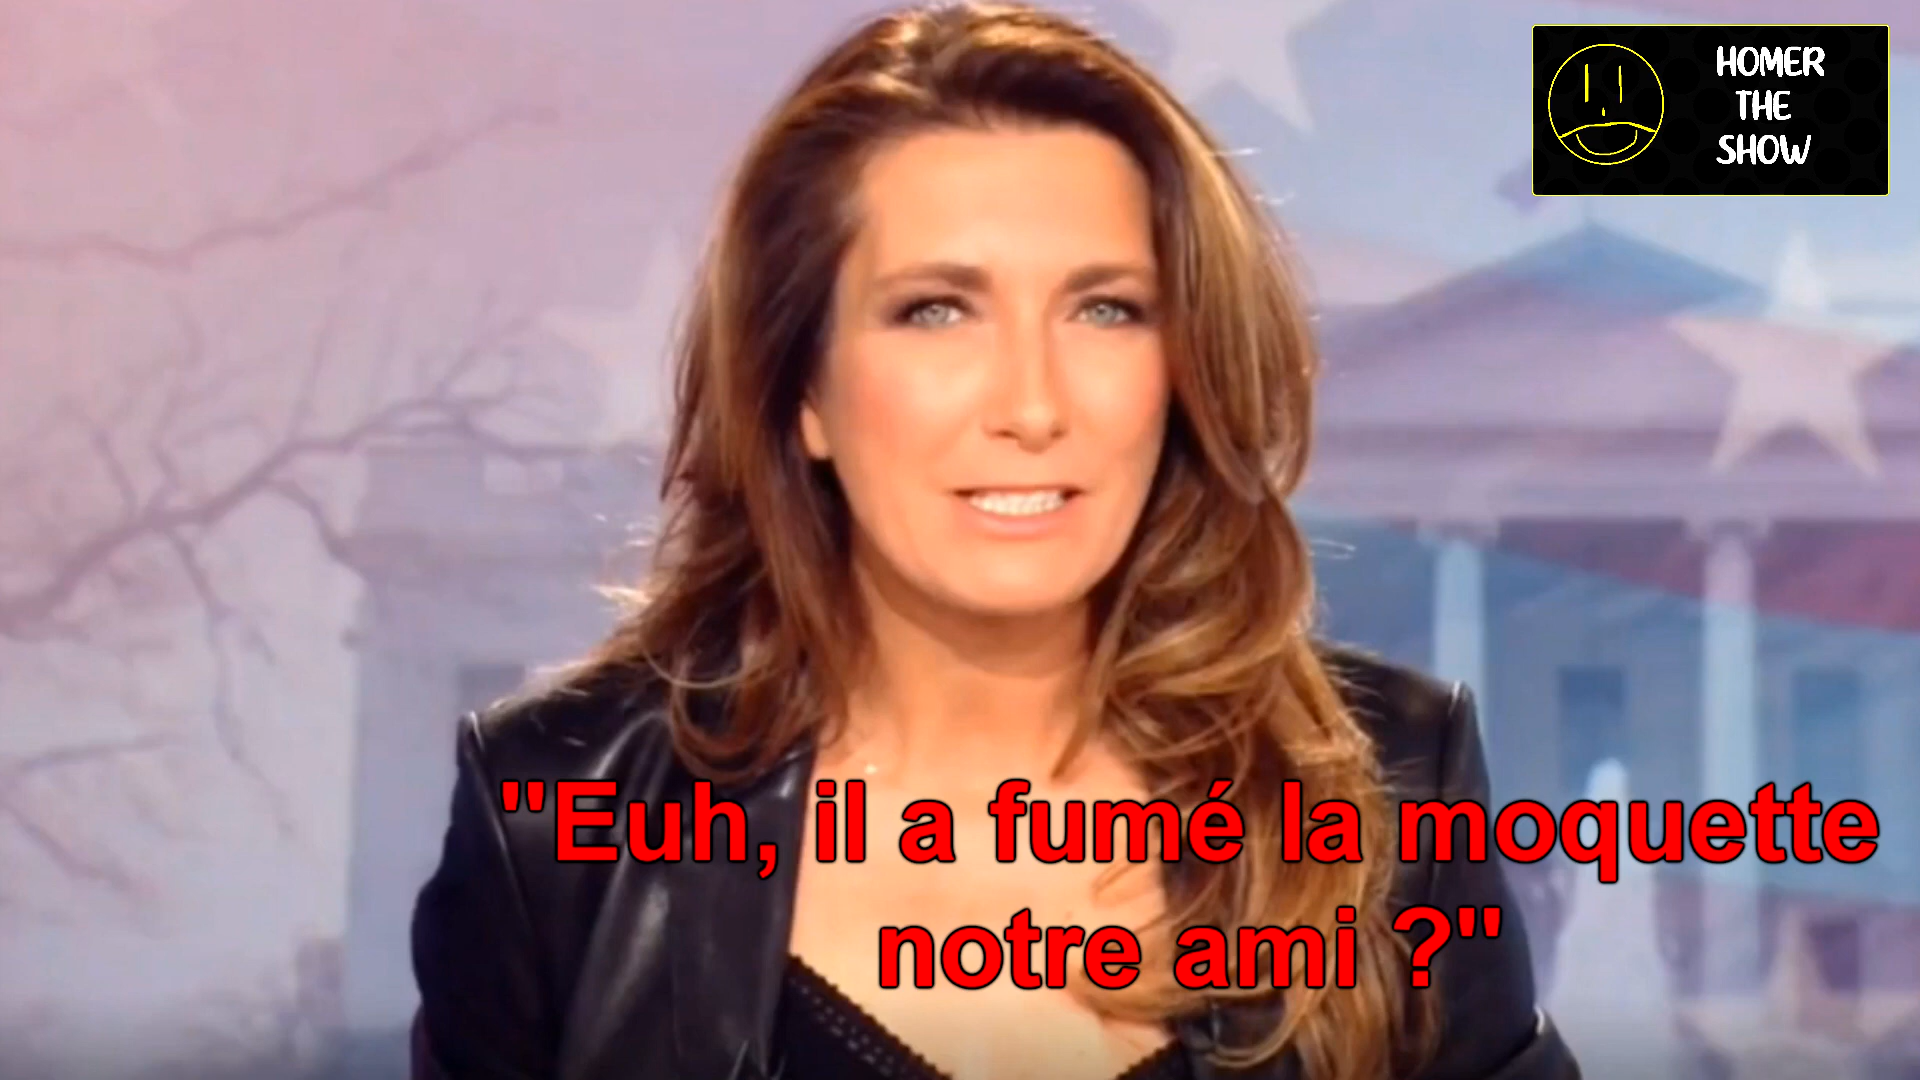 HOMER
THE
SHOW
"Euh, il a fumé la moquette
notre ami ?"